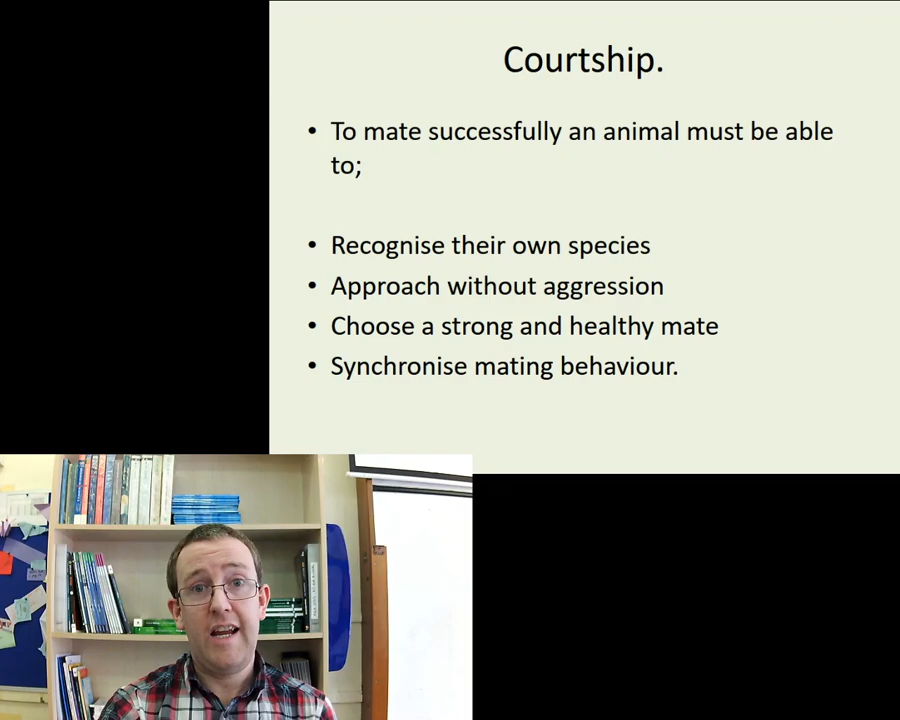 Courtship.
• To mate successfully an animal must be able
to;
• Recognise their own species
• Approach without aggression
• Choose a strong and healthy mate
• Synchronise mating behaviour.